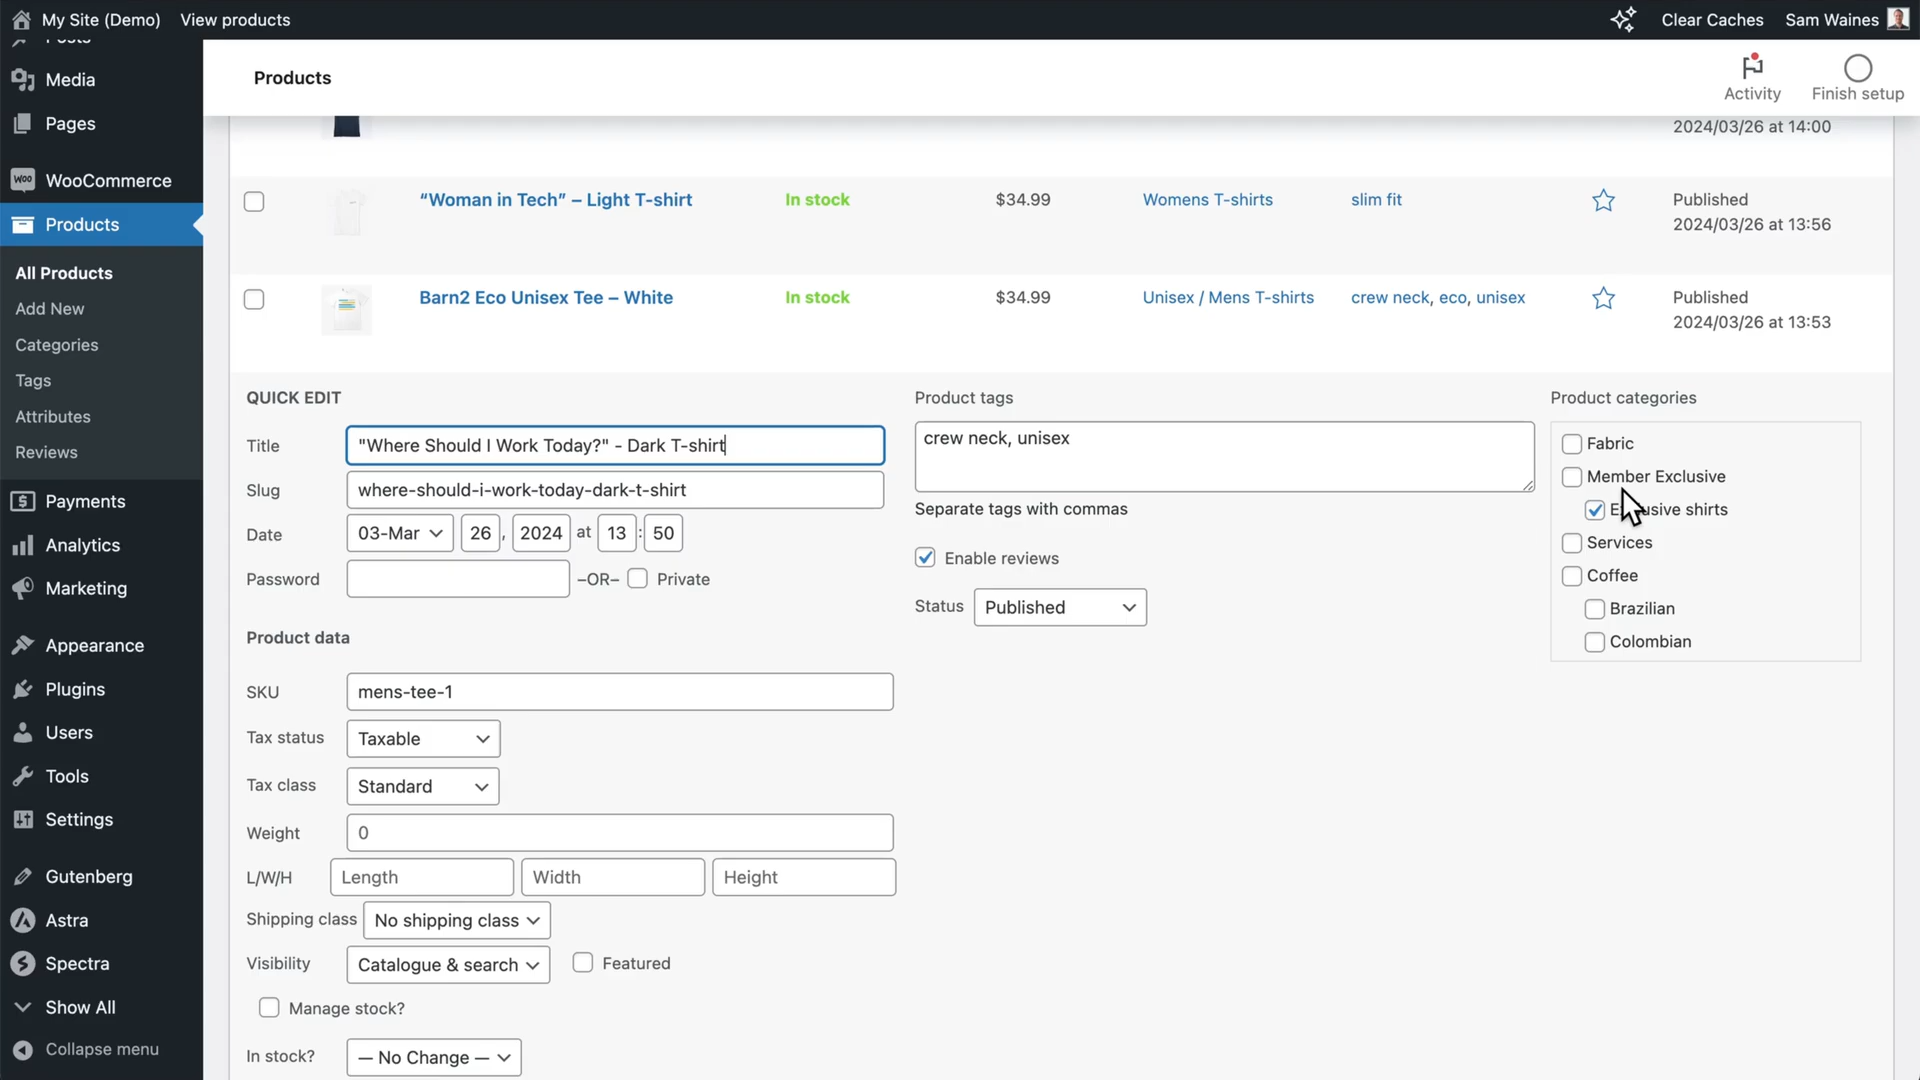 My Site (Demo) View products Clear Caches Sam Waines
Posts
Media
Pages
WooCommerce
Products
All Products
Add New
Categories
Tags
Attributes
Reviews
Payments
Analytics
Marketing
Appearance
Plugins
Users
Tools
Settings
Gutenberg
Astra
Spectra
Show All
Collapse menu
Products
Activity
Finish setup
2024/03/26 at 14:00
“Woman in Tech” – Light T-shirt In stock $34.99 Womens T-shirts slim fit Published
2024/03/26 at 13:56
Barn2 Eco Unisex Tee – White In stock $34.99 Unisex / Mens T-shirts crew neck, eco, unisex Published
2024/03/26 at 13:53
QUICK EDIT
Title "Where Should I Work Today?" - Dark T-shirt
Slug where-should-i-work-today-dark-t-shirt
Date 03-Mar 26 , 2024 at 13 : 50
Password –OR– Private
Product data
SKU mens-tee-1
Tax status Taxable
Tax class Standard
Weight 0
L/W/H Length Width Height
Shipping class No shipping class
Visibility Catalogue & search Featured
Manage stock?
In stock? — No Change —
Product tags
crew neck, unisex
Separate tags with commas
Enable reviews
Status Published
Product categories
Fabric
Member Exclusive
shirts
Services
Coffee
Brazilian
Colombian